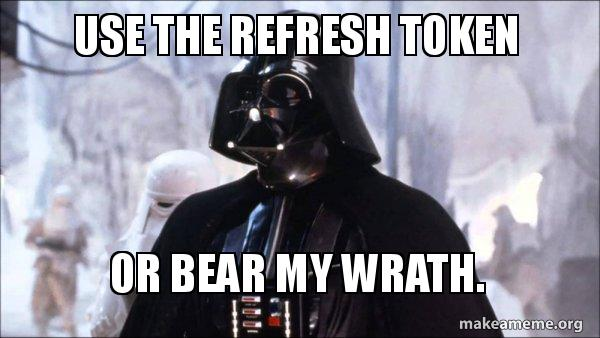 USE THE REFRESH TOKEN
OR BEAR MY WRATH.
makeameme.org